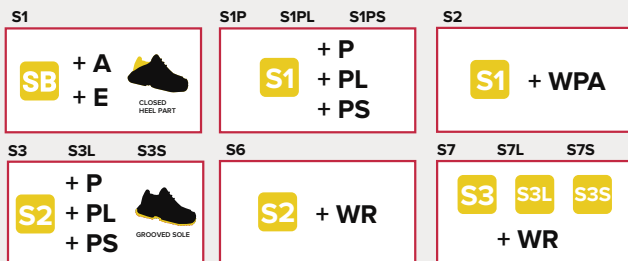 S1
SB
+ A
+ E
CLOSED
HEEL PART
S1P S1PL S1PS
S1
+ P
+ PL
+ PS
S2
S1 + WPA
S3 S3L S3S
S2
+ P
+ PL
+ PS
GROOVED SOLE
S6
S2 + WR
S7 S7L S7S
S3 S3L S3S
+ WR